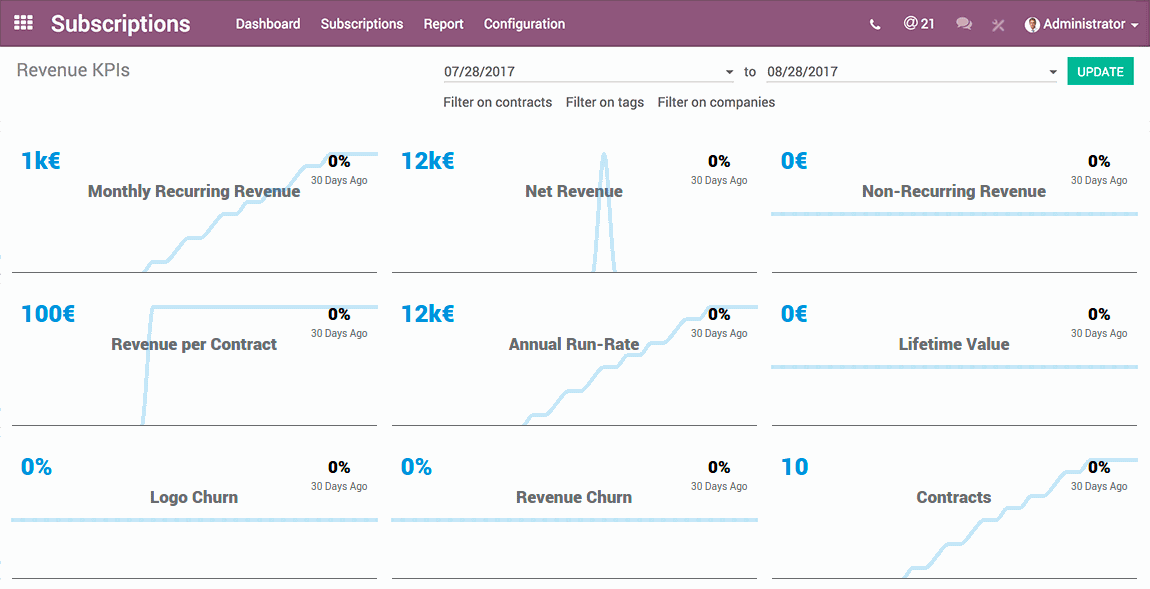 Subscriptions Dashboard Subscriptions Report Configuration @ 21 Administrator
Revenue KPIs 07/28/2017 to 08/28/2017 UPDATE
Filter on contracts Filter on tags Filter on companies
1k€ 0% 12k€ 0% 0€ 0%
30 Days Ago 30 Days Ago 30 Days Ago
Monthly Recurring Revenue Net Revenue Non-Recurring Revenue
100€ 0% 12k€ 0% 0€ 0%
30 Days Ago 30 Days Ago 30 Days Ago
Revenue per Contract Annual Run-Rate Lifetime Value
0% 0% 0% 0% 10 0%
30 Days Ago 30 Days Ago 30 Days Ago
Logo Churn Revenue Churn Contracts